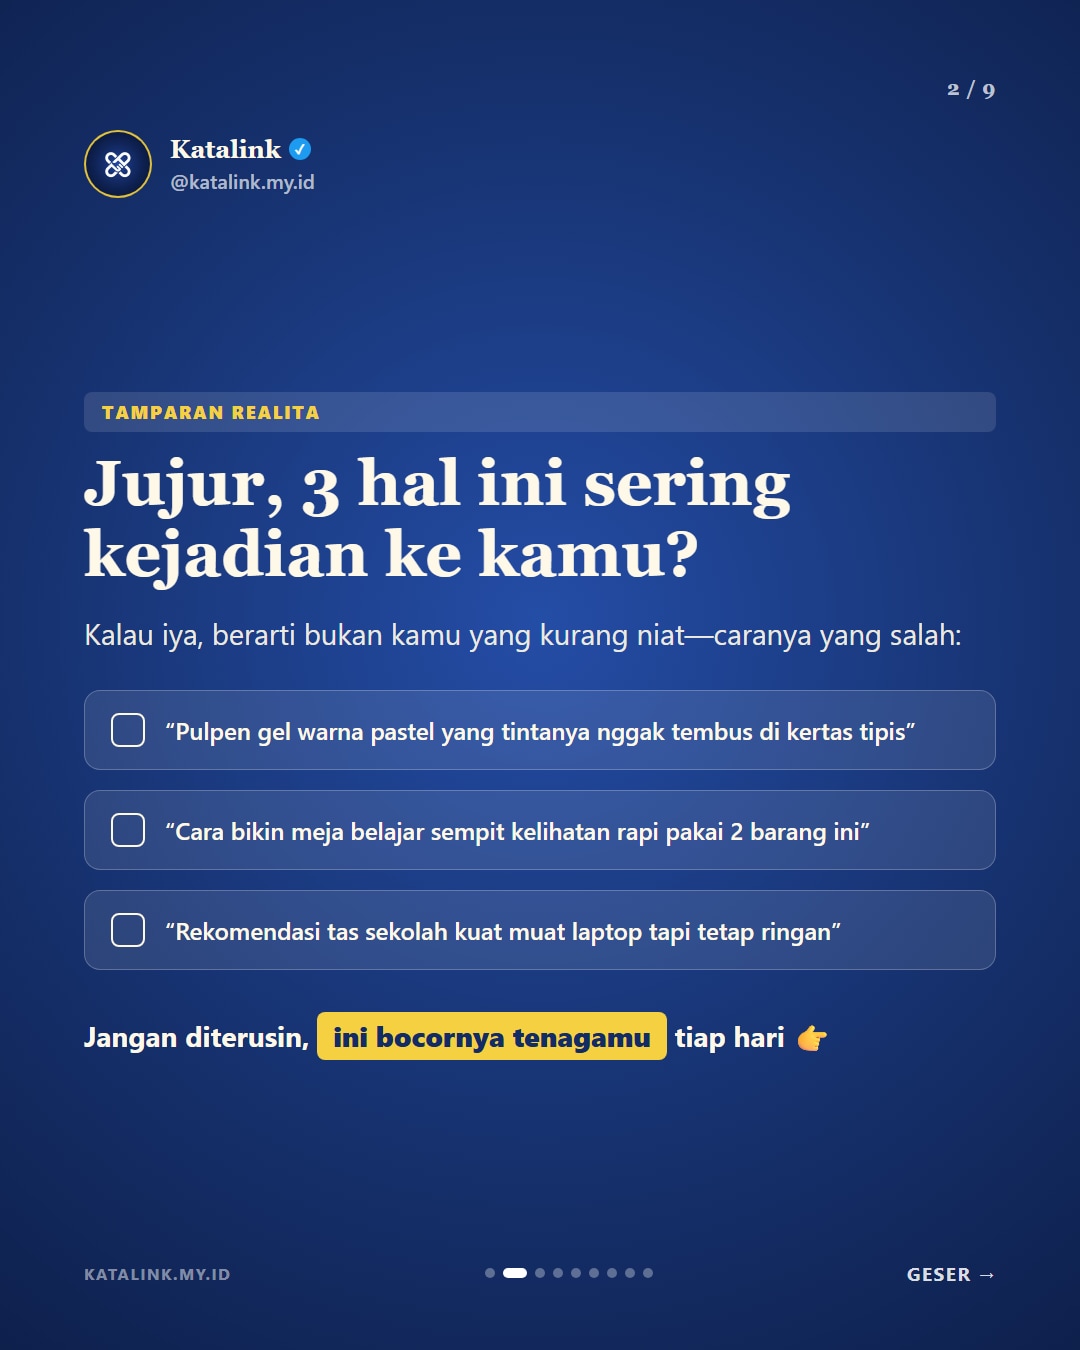 2 / 9
Katalink
@katalink.my.id
TAMPARAN REALITA
Jujur, 3 hal ini sering
kejadian ke kamu?
Kalau iya, berarti bukan kamu yang kurang niat—caranya yang salah:
“Pulpen gel warna pastel yang tintanya nggak tembus di kertas tipis”
“Cara bikin meja belajar sempit kelihatan rapi pakai 2 barang ini”
“Rekomendasi tas sekolah kuat muat laptop tapi tetap ringan”
Jangan diterusin, ini bocornya tenagamu tiap hari 👉
KATALINK.MY.ID
GESER →